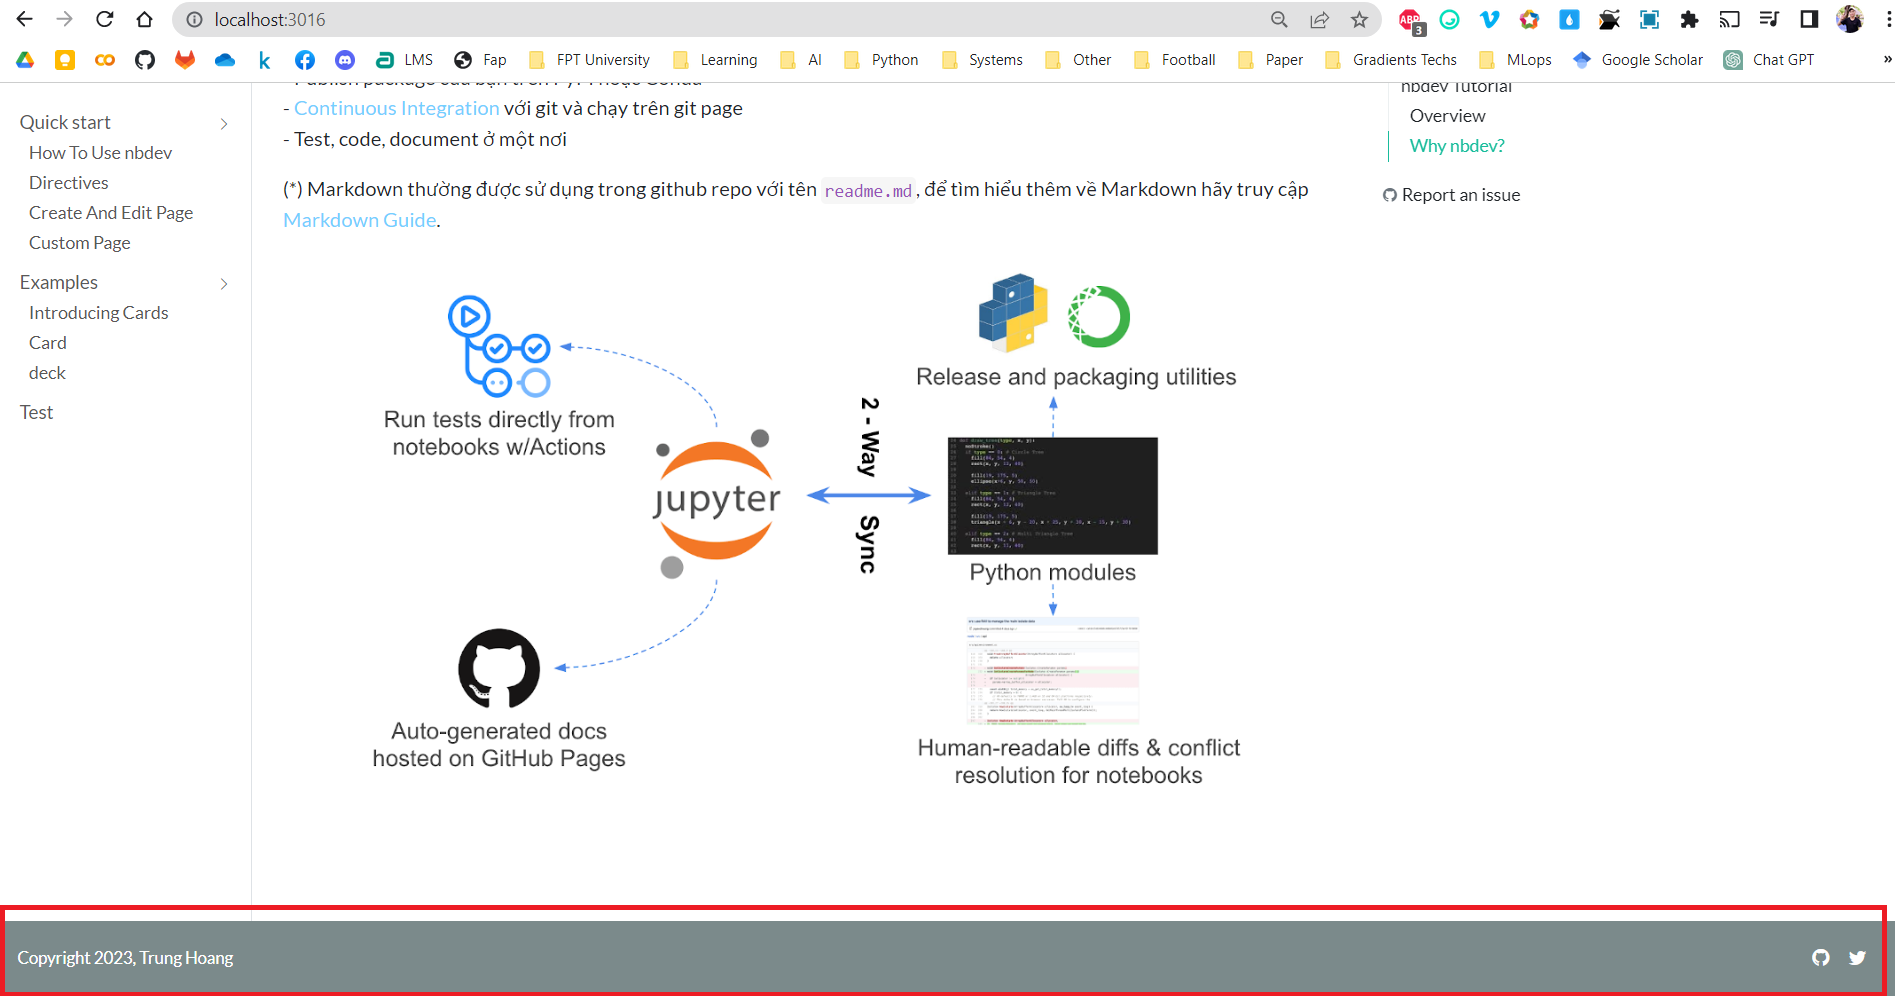 localhost:3016
ABP
3
LMS
Fap
FPT University
Learning
AI
Python
Systems
Other
Football
Paper
Gradients Techs
MLops
Google Scholar
Chat GPT
»
Quick start
How To Use nbdev
Directives
Create And Edit Page
Custom Page
Examples
Introducing Cards
Card
deck
Test
- Continuous Integration với git và chạy trên git page
- Test, code, document ở một nơi
(*) Markdown thường được sử dụng trong github repo với tên readme.md, để tìm hiểu thêm về Markdown hãy truy cập
Markdown Guide.
nbdev Tutorial
Overview
Why nbdev?
Report an issue
Run tests directly from
notebooks w/Actions
Release and packaging utilities
jupyter
2 - Way
Sync
Python modules
Auto-generated docs
hosted on GitHub Pages
Human-readable diffs & conflict
resolution for notebooks
Copyright 2023, Trung Hoang